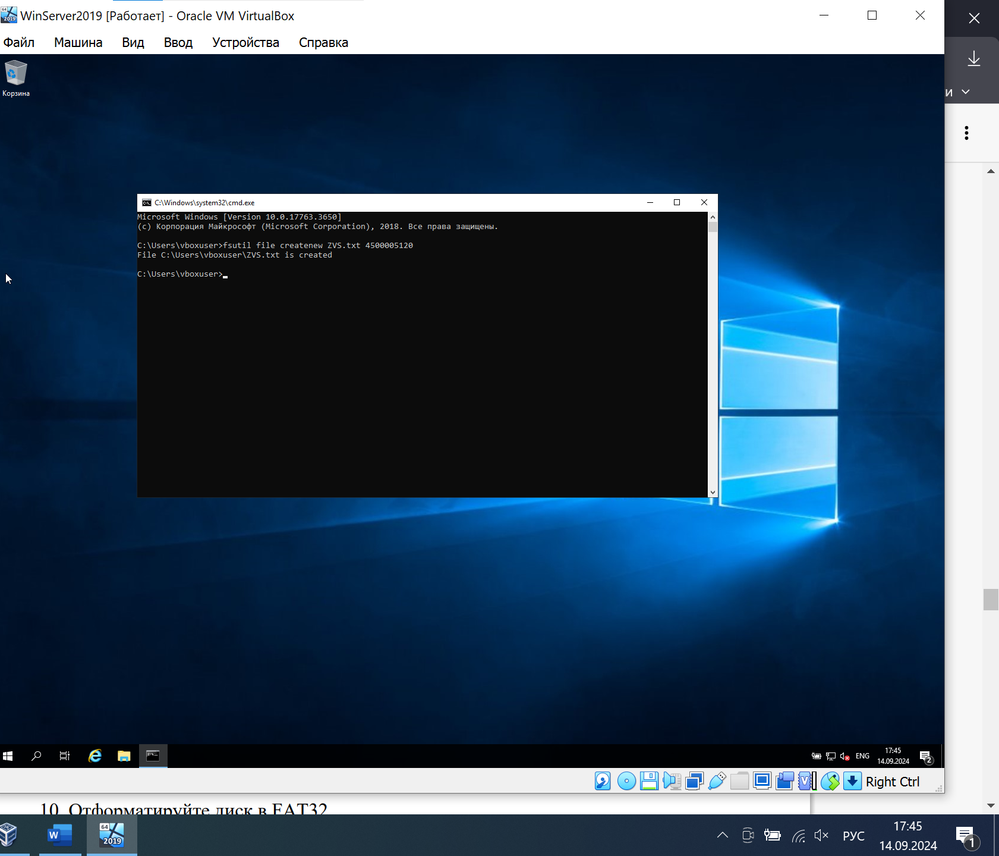 WinServer2019 [Работает] - Oracle VM VirtualBox
Файл Машина Вид Ввод Устройства Справка
и
Корзина
C:\Windows\system32\cmd.exe
Microsoft Windows [Version 10.0.17763.3650]
(c) Корпорация Майкрософт (Microsoft Corporation), 2018. Все права защищены.
C:\Users\vboxuser>fsutil file createnew ZVS.txt 4500005120
File C:\Users\vboxuser\ZVS.txt is created
C:\Users\vboxuser>
ENG
17:45
14.09.2024
2
Right Ctrl
10. Отформатируйте диск в FAT32
W
64
2019
РУС
17:45
14.09.2024
1